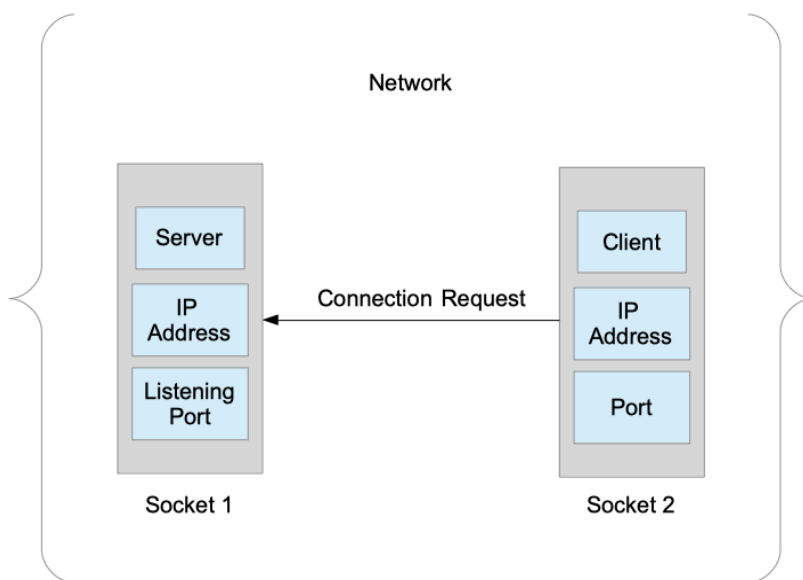 Network
Server
IP
Address
Listening
Port
Socket 1
Connection Request
Client
IP
Address
Port
Socket 2